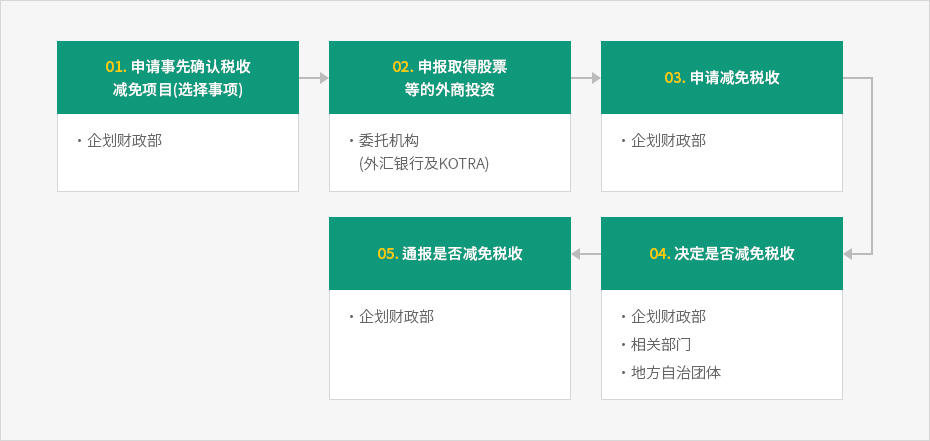 01. 申请事先确认税收
减免项目(选择事项)
· 企划财政部
02. 申报取得股票
等的外商投资
· 委托机构
(外汇银行及KOTRA)
03. 申请减免税收
· 企划财政部
04. 决定是否减免税收
· 企划财政部
· 相关部门
· 地方自治团体
05. 通报是否减免税收
· 企划财政部